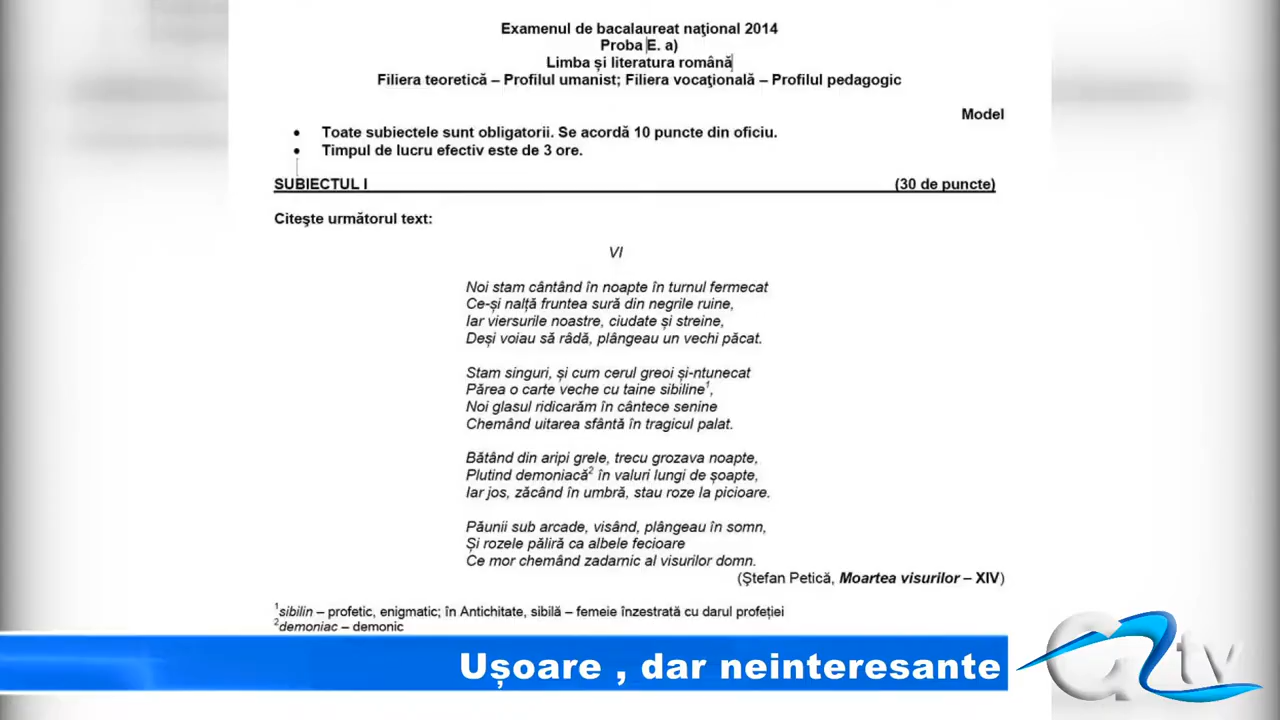 Examenul de bacalaureat naţional 2014
Proba E. a)
Limba și literatura română
Filiera teoretică – Profilul umanist; Filiera vocaţională – Profilul pedagogic
Model
• Toate subiectele sunt obligatorii. Se acordă 10 puncte din oficiu.
• Timpul de lucru efectiv este de 3 ore.
SUBIECTUL I (30 de puncte)
Citeşte următorul text:
VI
Noi stam cântând în noapte în turnul fermecat
Ce-și nalță fruntea sură din negrile ruine,
Iar viersurile noastre, ciudate și streine,
Deși voiau să râdă, plângeau un vechi păcat.
Stam singuri, și cum cerul greoi și-ntunecat
Părea o carte veche cu taine sibiline¹,
Noi glasul ridicarăm în cântece senine
Chemând uitarea sfântă în tragicul palat.
Bătând din aripi grele, trecu grozava noapte,
Plutind demoniacă² în valuri lungi de șoapte,
Iar jos, zăcând în umbră, stau roze la picioare.
Păunii sub arcade, visând, plângeau în somn,
Și rozele păliră ca albele fecioare
Ce mor chemând zadarnic al visurilor domn.
(Ştefan Petică, Moartea visurilor – XIV)
¹sibilin – profetic, enigmatic; în Antichitate, sibilă – femeie înzestrată cu darul profeției
²demoniac – demonic
Ușoare , dar neinteresante
a tv